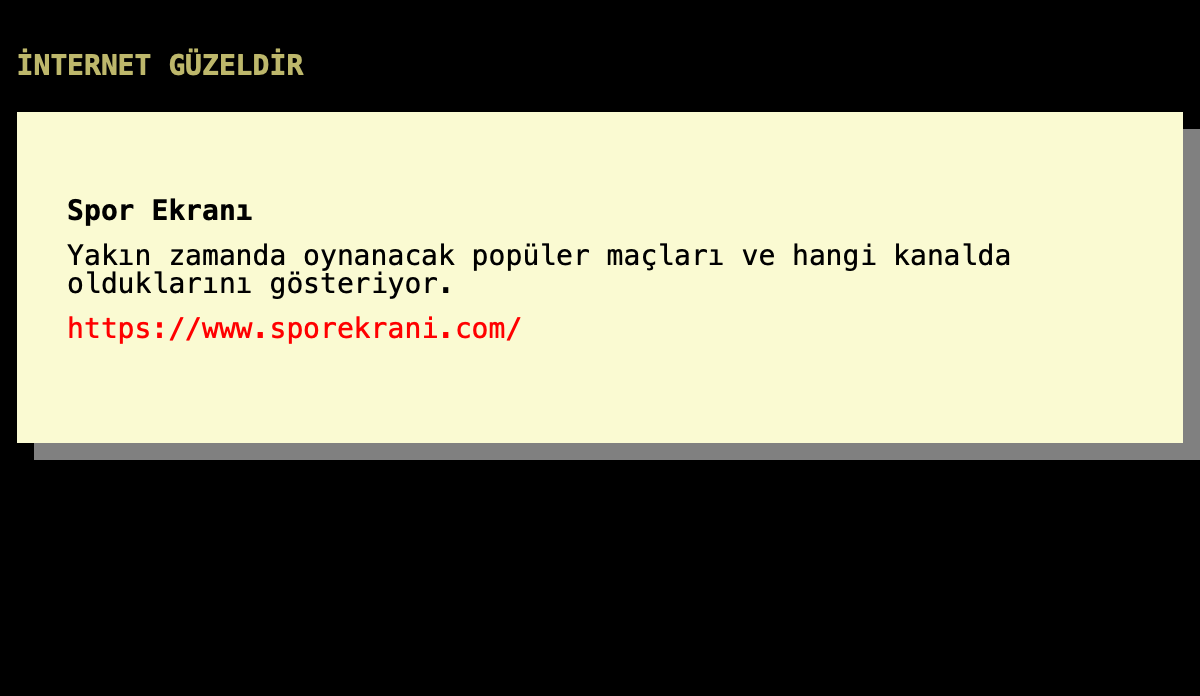 İNTERNET GÜZELDİR
Spor Ekranı
Yakın zamanda oynanacak popüler maçları ve hangi kanalda
olduklarını gösteriyor.
https://www.sporekrani.com/